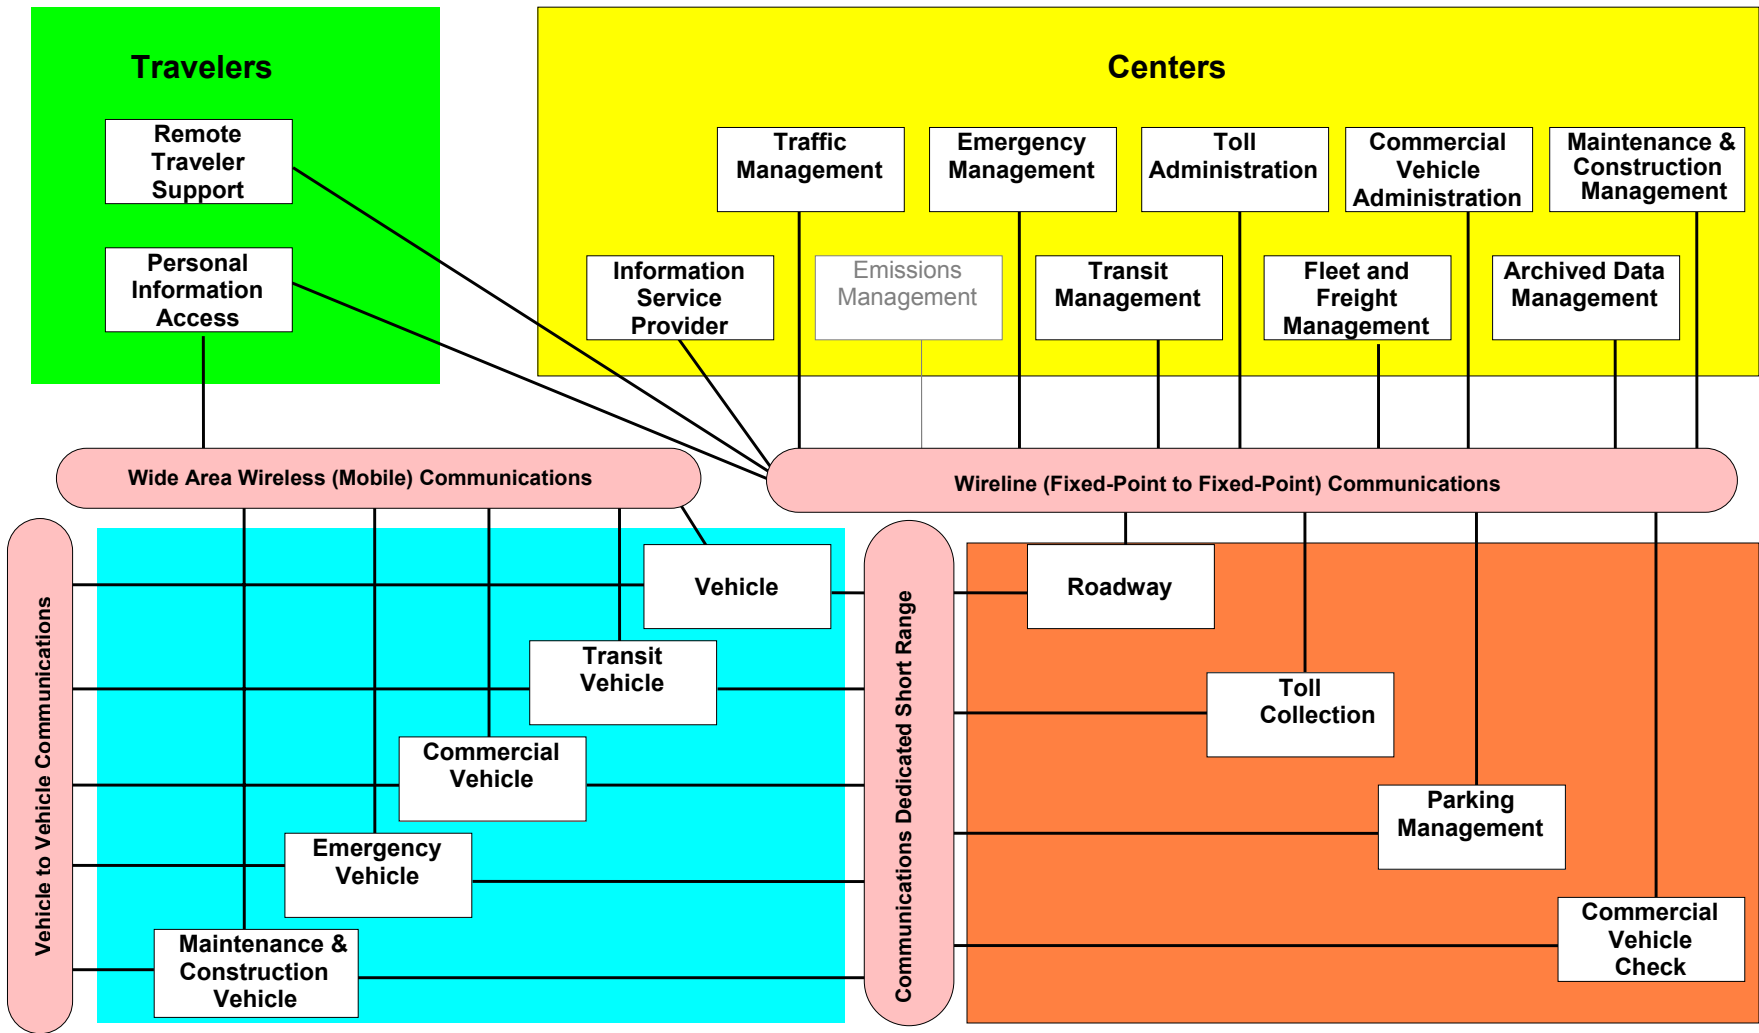 Travelers
Remote
Traveler
Support
Personal
Information
Access
Centers
Traffic
Management
Emergency
Management
Toll
Administration
Commercial
Vehicle
Administration
Maintenance &
Construction
Management
Information
Service
Provider
Emissions
Management
Transit
Management
Fleet and
Freight
Management
Archived Data
Management
Wide Area Wireless (Mobile) Communications
Wireline (Fixed-Point to Fixed-Point) Communications
Vehicle to Vehicle Communications
Vehicle
Transit
Vehicle
Commercial
Vehicle
Emergency
Vehicle
Maintenance &
Construction
Vehicle
Communications Dedicated Short Range
Roadway
Toll
Collection
Parking
Management
Commercial
Vehicle
Check